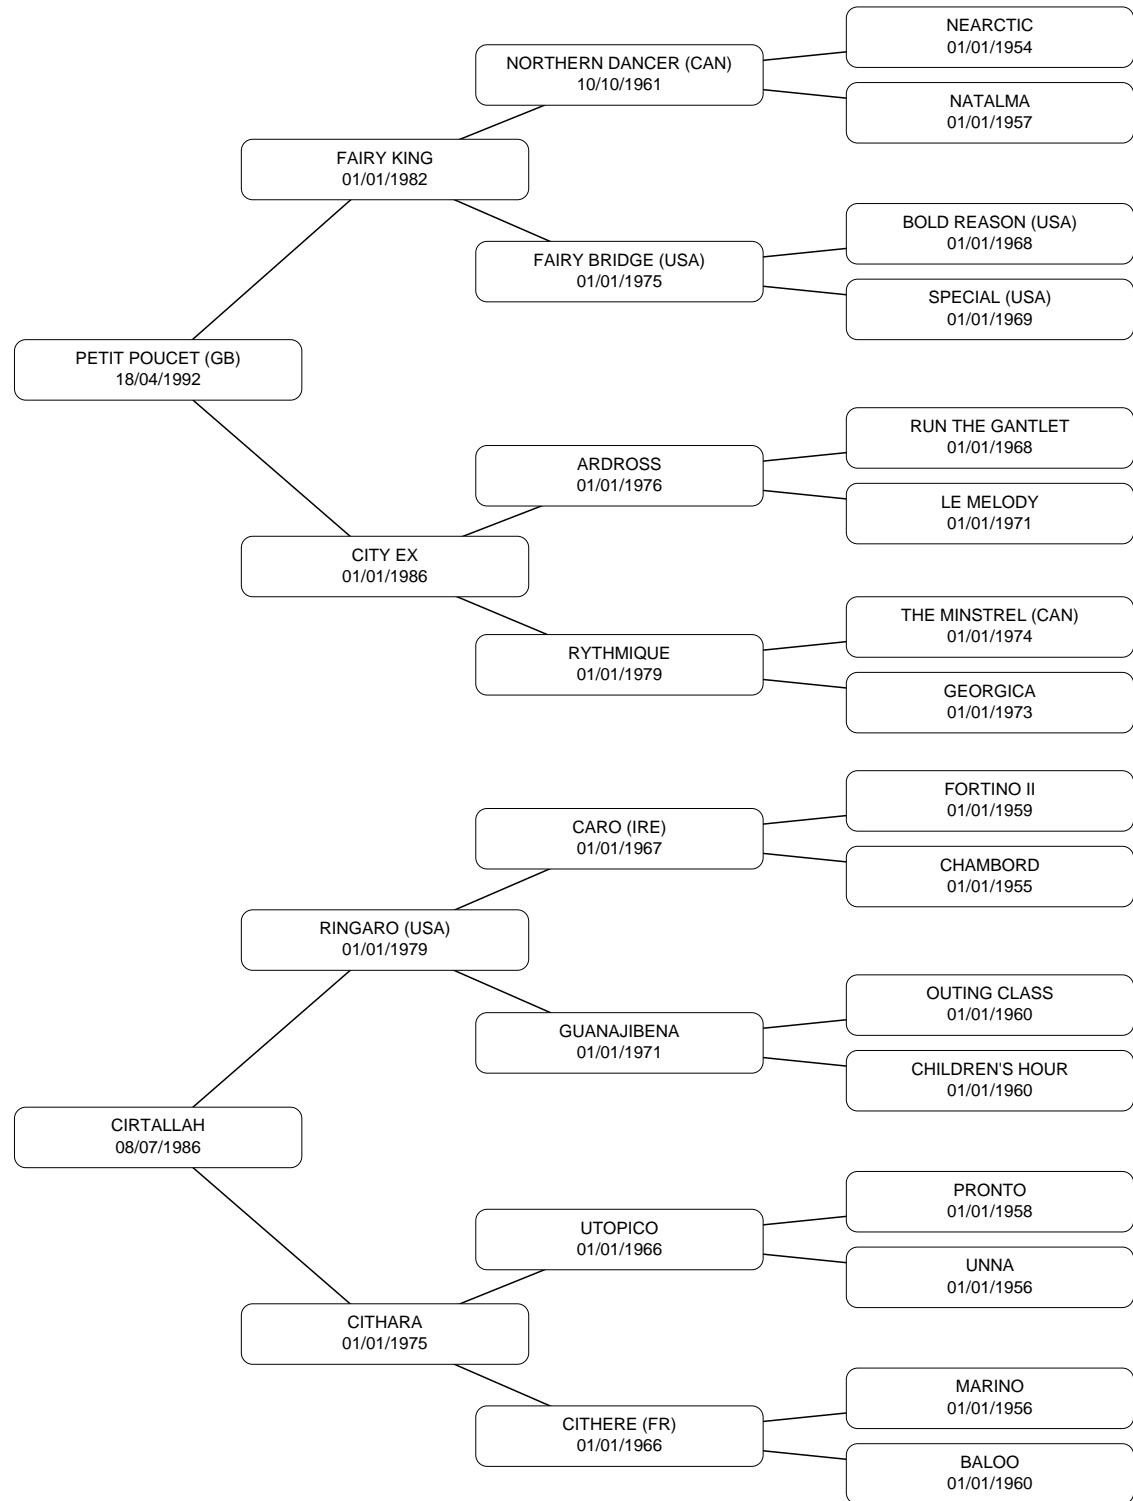 NEARCTIC
01/01/1954
NORTHERN DANCER (CAN)
10/10/1961
NATALMA
01/01/1957
FAIRY KING
01/01/1982
BOLD REASON (USA)
01/01/1968
FAIRY BRIDGE (USA)
01/01/1975
SPECIAL (USA)
01/01/1969
PETIT POUCET (GB)
18/04/1992
RUN THE GANTLET
01/01/1968
ARDROSS
01/01/1976
LE MELODY
01/01/1971
CITY EX
01/01/1986
THE MINSTREL (CAN)
01/01/1974
RYTHMIQUE
01/01/1979
GEORGICA
01/01/1973
FORTINO II
01/01/1959
CARO (IRE)
01/01/1967
CHAMBORD
01/01/1955
RINGARO (USA)
01/01/1979
OUTING CLASS
01/01/1960
GUANAJIBENA
01/01/1971
CHILDREN'S HOUR
01/01/1960
CIRTALLAH
08/07/1986
PRONTO
01/01/1958
UTOPICO
01/01/1966
UNNA
01/01/1956
CITHARA
01/01/1975
MARINO
01/01/1956
CITHERE (FR)
01/01/1966
BALOO
01/01/1960